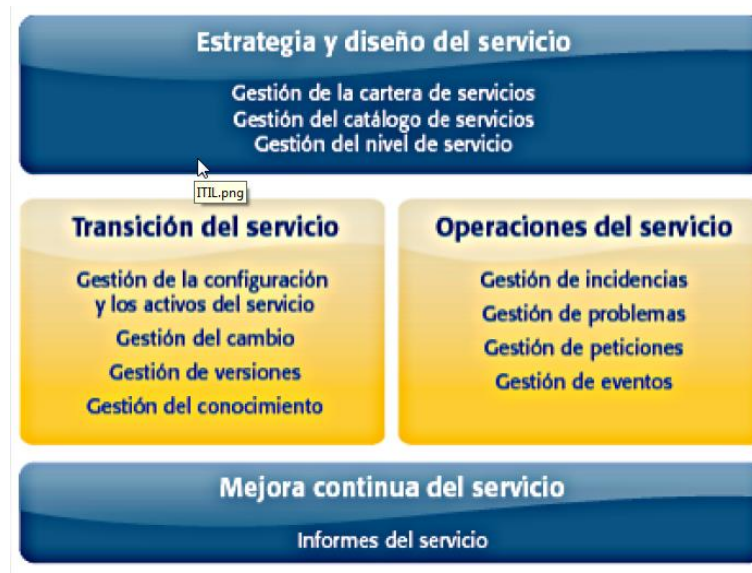 Estrategia y diseño del servicio
Gestión de la cartera de servicios
Gestión del catálogo de servicios
Gestión del nivel de servicio
ITIL.png
Transición del servicio
Gestión de la configuración
y los activos del servicio
Gestión del cambio
Gestión de versiones
Gestión del conocimiento
Operaciones del servicio
Gestión de incidencias
Gestión de problemas
Gestión de peticiones
Gestión de eventos
Mejora continua del servicio
Informes del servicio